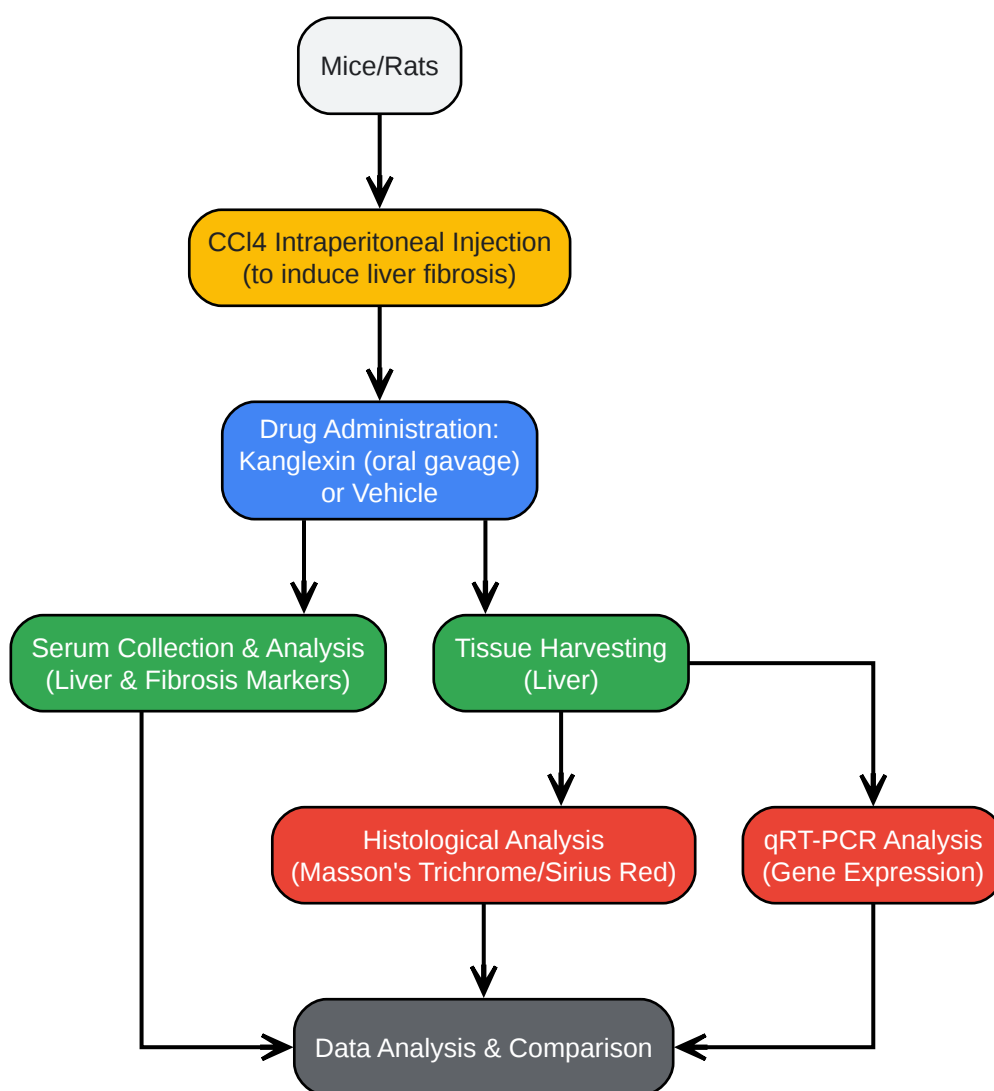 Mice/Rats
CCl4 Intraperitoneal Injection
(to induce liver fibrosis)
Drug Administration:
Kanglexin (oral gavage)
or Vehicle
Serum Collection & Analysis
(Liver & Fibrosis Markers)
Tissue Harvesting
(Liver)
Histological Analysis
(Masson's Trichrome/Sirius Red)
qRT-PCR Analysis
(Gene Expression)
Data Analysis & Comparison